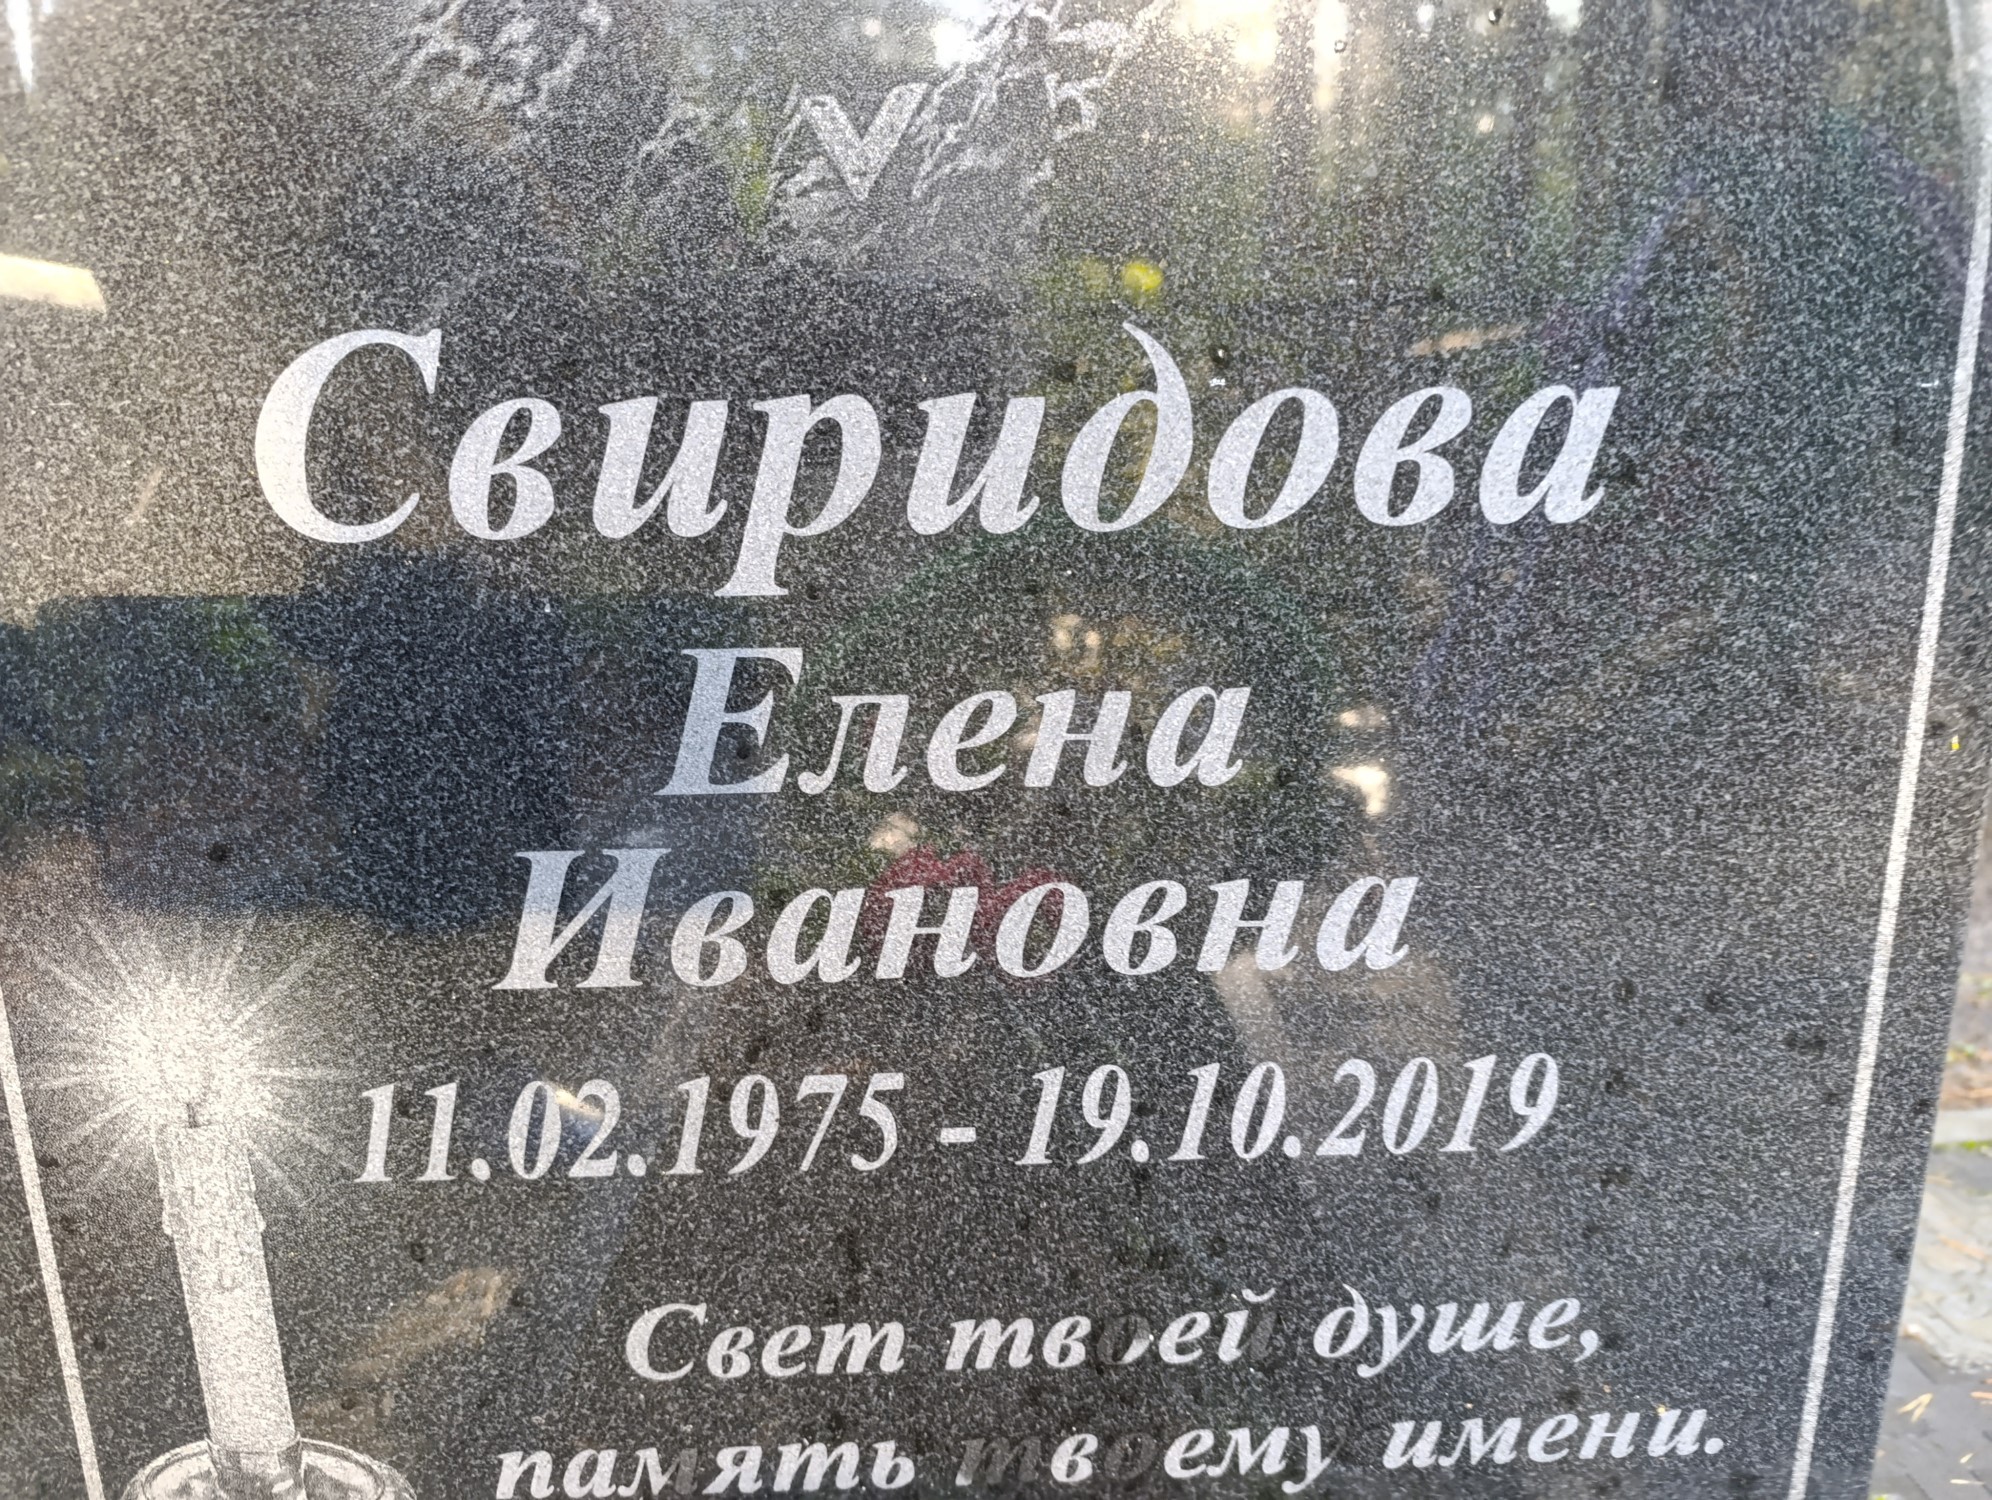 Свиридова
Елена
Ивановна
11.02.1975 - 19.10.2019
Свет твоей душе,
память твоему имени.